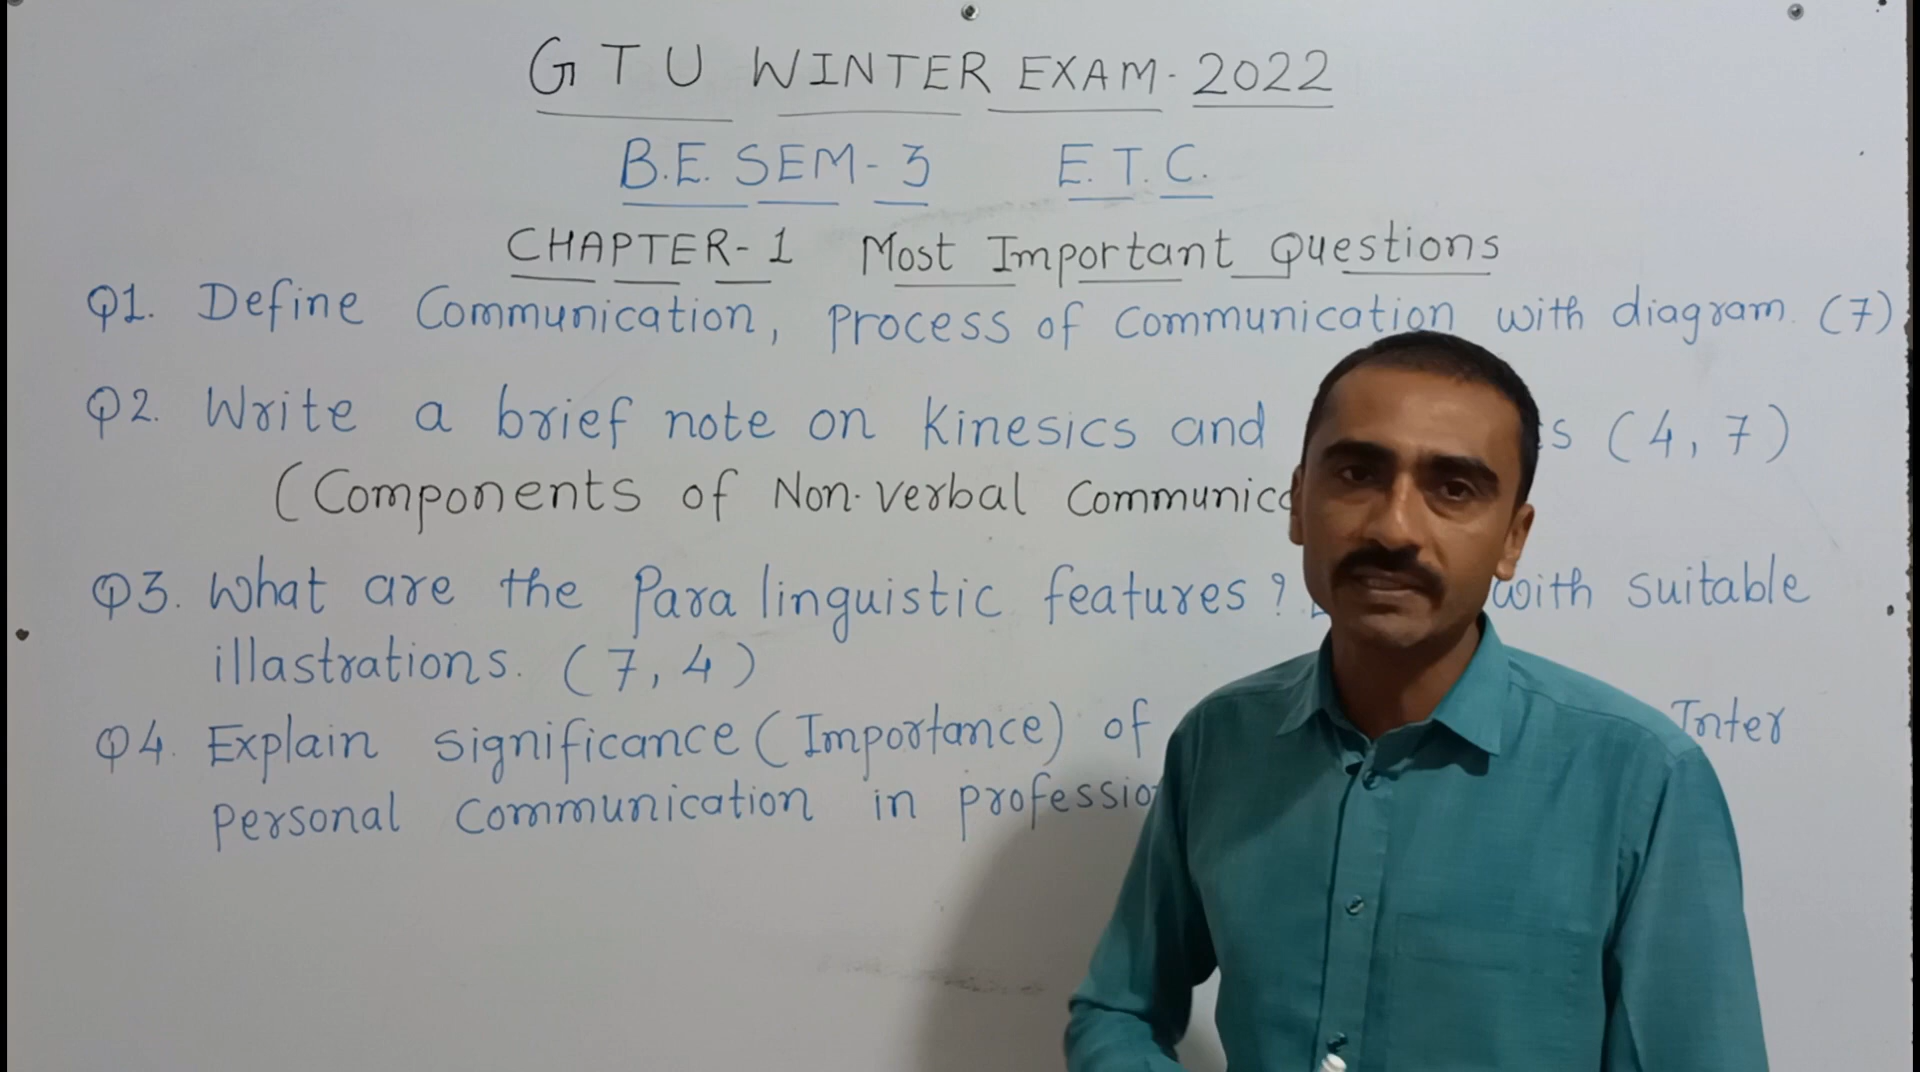 GTU WINTER EXAM-2022
B.E. SEM-3 E.T.C.
CHAPTER-1 Most Important Questions
Q1. Define Communication, Process of Communication with diagram. (7)
Q2. Write a brief note on Kinesics and (4,7)
(Components of Non-verbal
Q3. What are the Para linguistic features? with suitable
illastrations. (7,4)
Q4. Explain significance (Importance) of Inter
personal Communication in